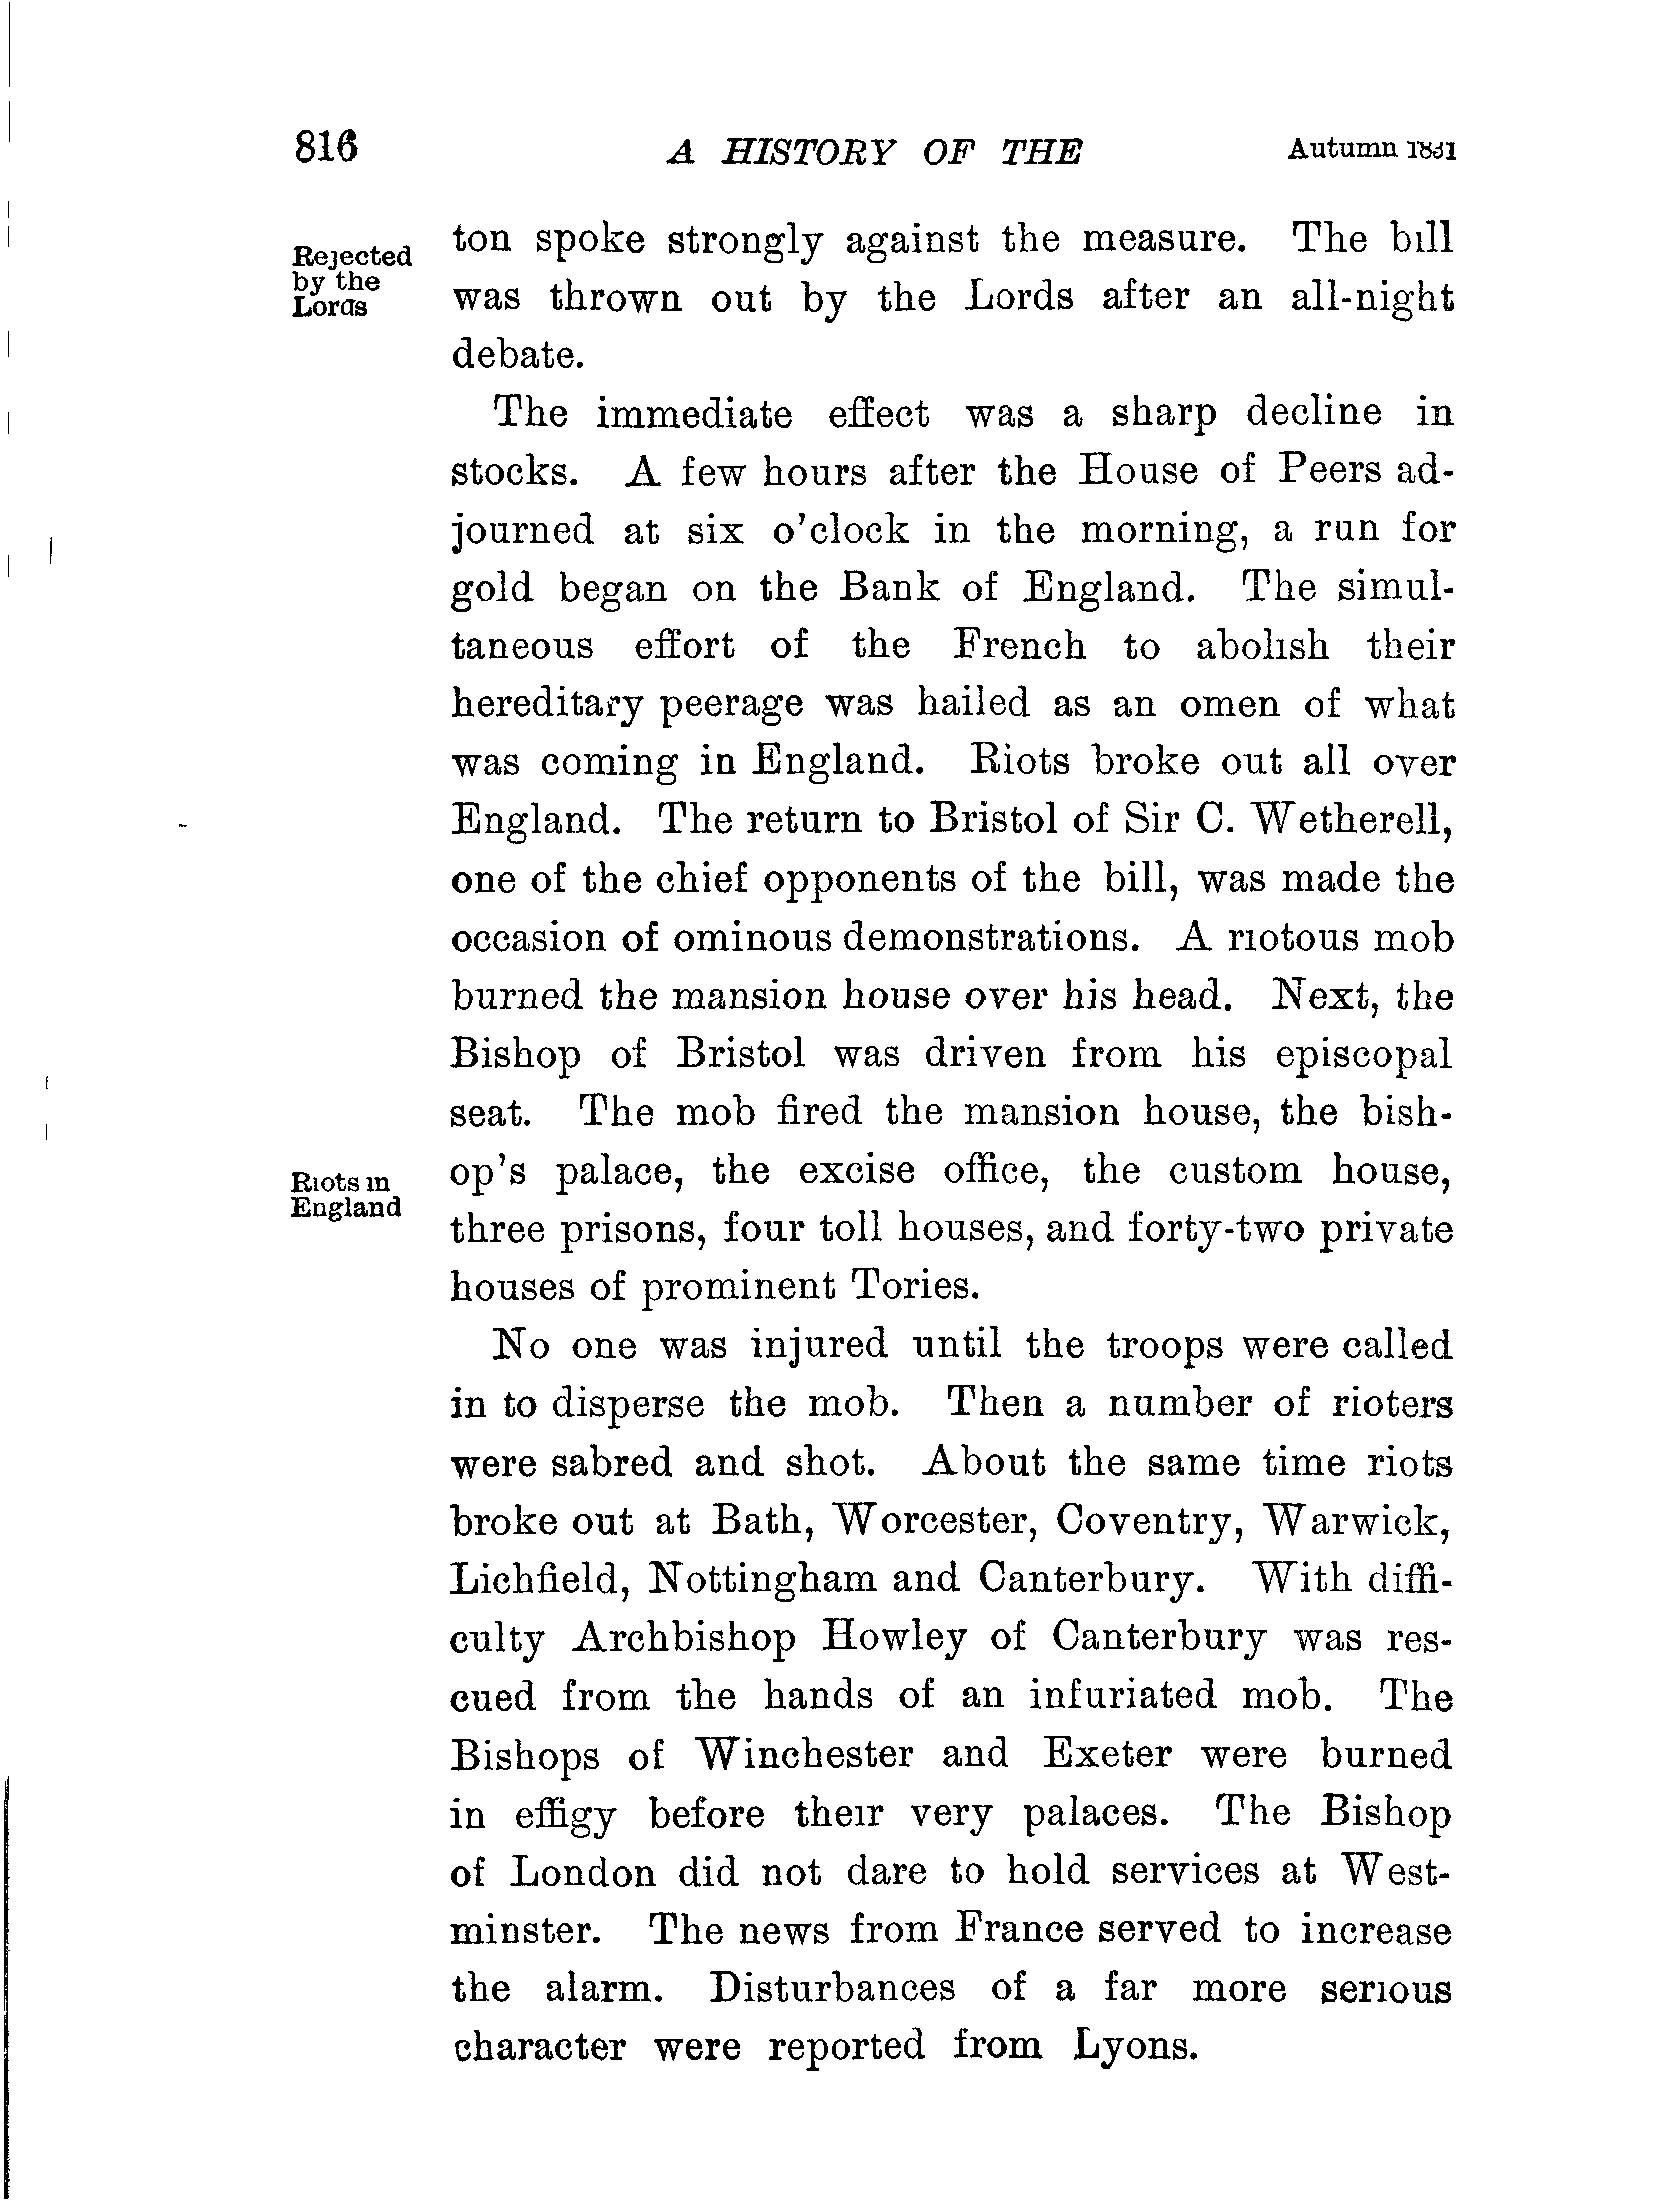 816 A HISTORY OF THE Autumn 1831
Rejected
by the
Lords
ton spoke strongly against the measure. The bill
was thrown out by the Lords after an all-night
debate.
The immediate effect was a sharp decline in
stocks. A few hours after the House of Peers ad-
journed at six o'clock in the morning, a run for
gold began on the Bank of England. The simul-
taneous effort of the French to abolish their
hereditary peerage was hailed as an omen of what
was coming in England. Riots broke out all over
England. The return to Bristol of Sir C. Wetherell,
one of the chief opponents of the bill, was made the
occasion of ominous demonstrations. A riotous mob
burned the mansion house over his head. Next, the
Bishop of Bristol was driven from his episcopal
seat. The mob fired the mansion house, the bish-
Riots in
England
op's palace, the excise office, the custom house,
three prisons, four toll houses, and forty-two private
houses of prominent Tories.
No one was injured until the troops were called
in to disperse the mob. Then a number of rioters
were sabred and shot. About the same time riots
broke out at Bath, Worcester, Coventry, Warwick,
Lichfield, Nottingham and Canterbury. With diffi-
culty Archbishop Howley of Canterbury was res-
cued from the hands of an infuriated mob. The
Bishops of Winchester and Exeter were burned
in effigy before their very palaces. The Bishop
of London did not dare to hold services at West-
minster. The news from France served to increase
the alarm. Disturbances of a far more serious
character were reported from Lyons.